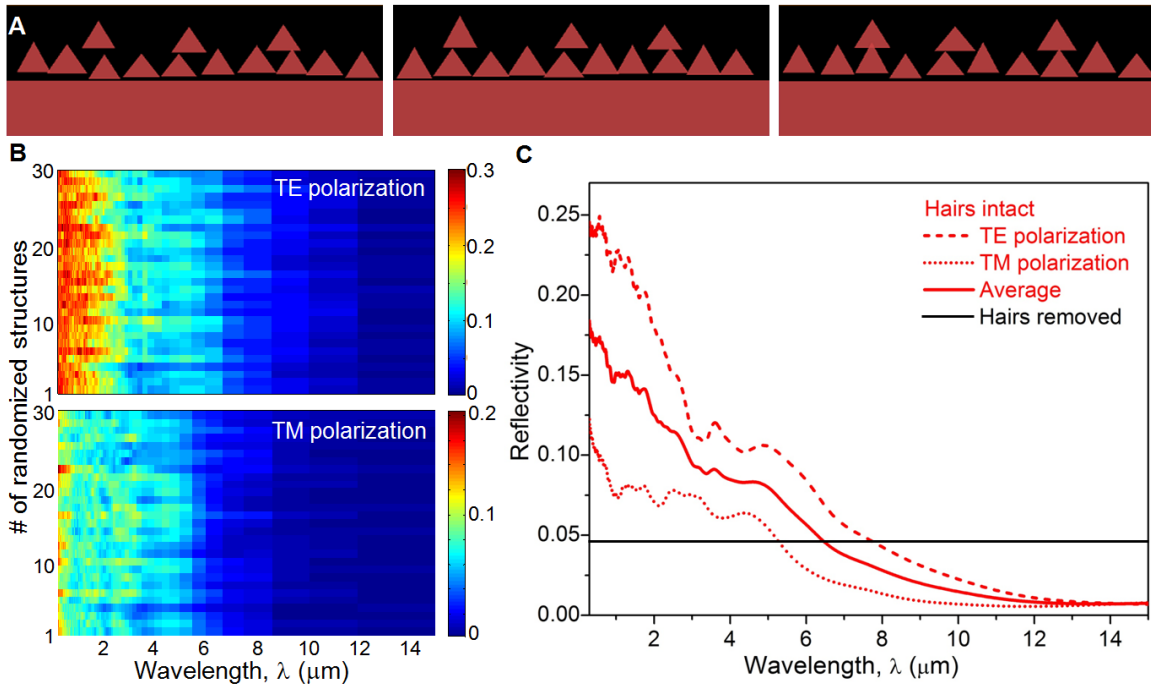 A
B
30
20
10
1
TE polarization
0.3
0.2
0.1
0
30
20
10
1
TM polarization
0.2
0.1
0
# of randomized structures
2 4 6 8 10 12 14
Wavelength, λ (μm)
C
0.25
0.20
0.15
0.10
0.05
0.00
Reflectivity
Hairs intact
TE polarization
TM polarization
Average
Hairs removed
2 4 6 8 10 12 14
Wavelength, λ (μm)